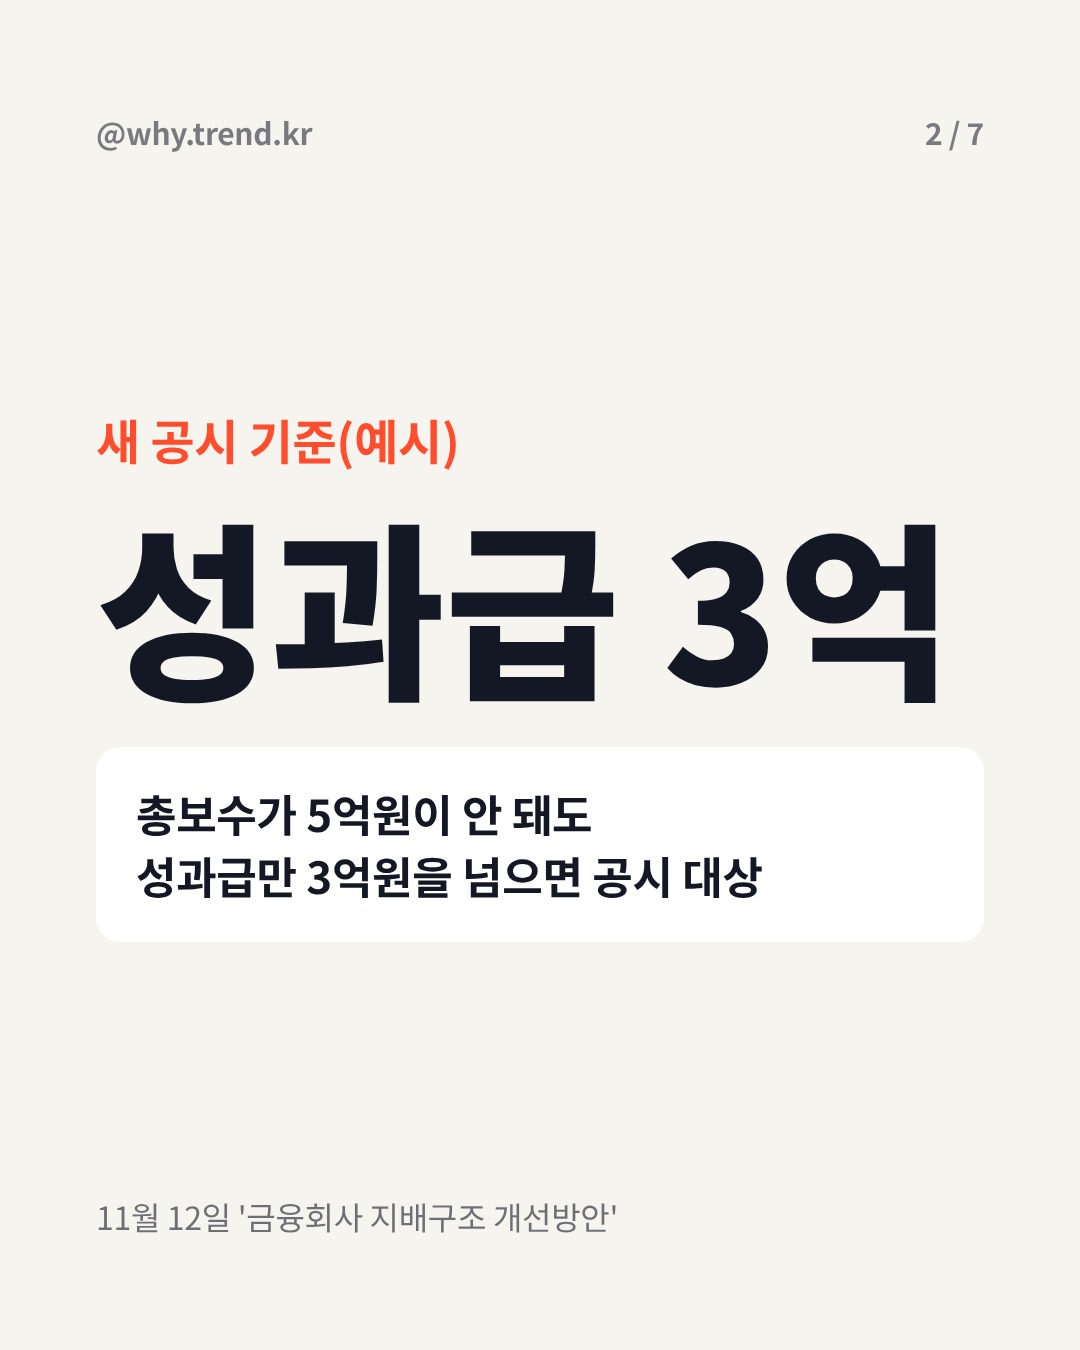 @why.trend.kr
2 / 7
새 공시 기준(예시)
성과급 3억
총보수가 5억원이 안 돼도
성과급만 3억원을 넘으면 공시 대상
11월 12일 '금융회사 지배구조 개선방안'